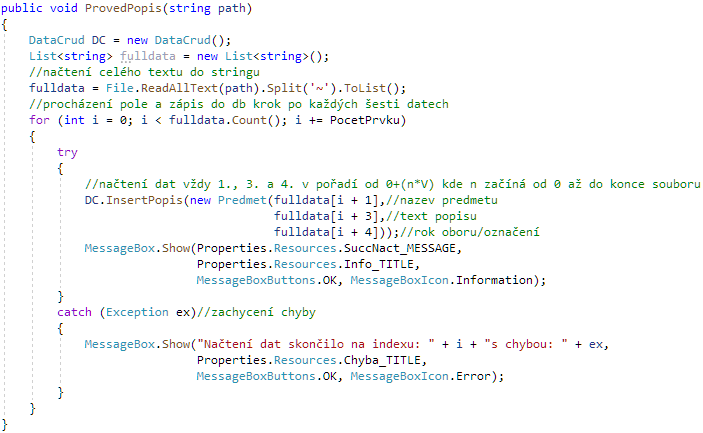 public void ProvedPopis(string path)
{
DataCrud DC = new DataCrud();
List<string> fulldata = new List<string>();
//načtení celého textu do stringu
fulldata = File.ReadAllText(path).Split('~').ToList();
//procházení pole a zápis do db krok po každých šesti datech
for (int i = 0; i < fulldata.Count(); i += PocetPrvku)
{
try
{
//načtení dat vždy 1., 3. a 4. v pořadí od 0+(n*V) kde n začíná od 0 až do konce souboru
DC.InsertPopis(new Predmet(fulldata[i + 1],//nazev predmetu
fulldata[i + 3],//text popisu
fulldata[i + 4]));//rok oboru/označení
MessageBox.Show(Properties.Resources.SuccNact_MESSAGE,
Properties.Resources.Info_TITLE,
MessageBoxButtons.OK, MessageBoxIcon.Information);
}
catch (Exception ex)//zachycení chyby
{
MessageBox.Show("Načtení dat skončilo na indexu: " + i + "s chybou: " + ex,
Properties.Resources.Chyba_TITLE,
MessageBoxButtons.OK, MessageBoxIcon.Error);
}
}
}